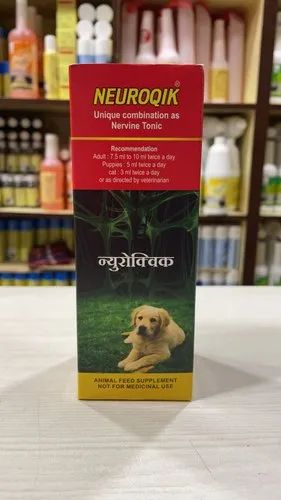 NEUROQIK®
Unique combination as
Nervine Tonic
Recommendation
Adult : 7.5 ml to 10 ml twice a day
Puppies : 5 ml twice a day
cat : 3 ml twice a day
or as directed by veterinarian
न्युरोक्विक
ANIMAL FEED SUPPLEMENT
NOT FOR MEDICINAL USE